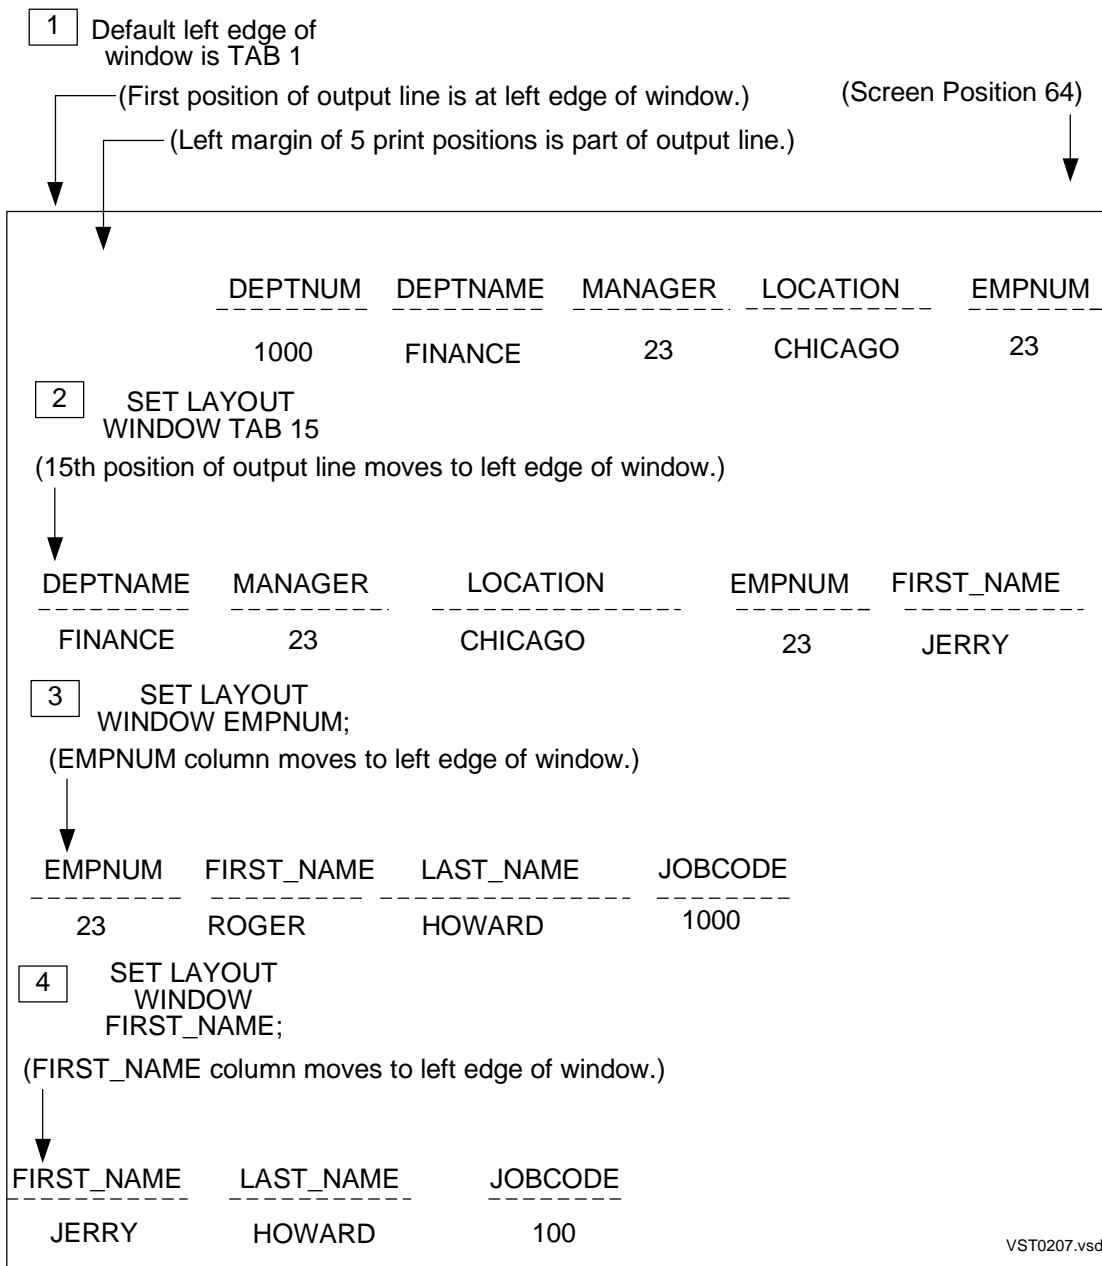 1 Default left edge of
window is TAB 1
(First position of output line is at left edge of window.) (Screen Position 64)
(Left margin of 5 print positions is part of output line.)
DEPTNUM DEPTNAME MANAGER LOCATION EMPNUM
1000 FINANCE 23 CHICAGO 23
2 SET LAYOUT
WINDOW TAB 15
(15th position of output line moves to left edge of window.)
DEPTNAME MANAGER LOCATION EMPNUM FIRST_NAME
FINANCE 23 CHICAGO 23 JERRY
3 SET LAYOUT
WINDOW EMPNUM;
(EMPNUM column moves to left edge of window.)
EMPNUM FIRST_NAME LAST_NAME JOBCODE
23 ROGER HOWARD 1000
4 SET LAYOUT
WINDOW
FIRST_NAME;
(FIRST_NAME column moves to left edge of window.)
FIRST_NAME LAST_NAME JOBCODE
JERRY HOWARD 100
VST0207.vsd